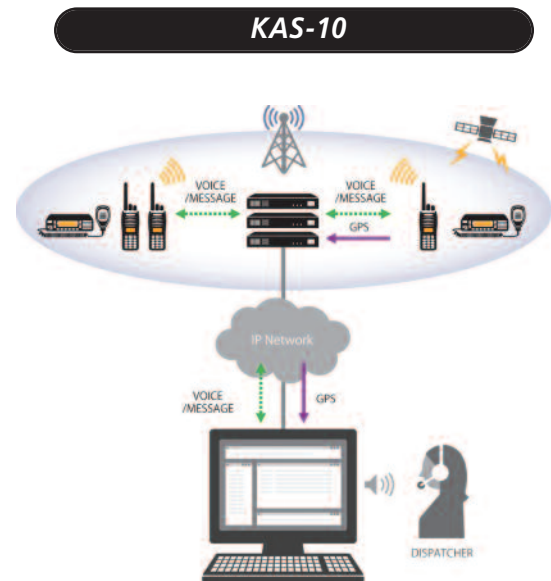 KAS-10
VOICE
/MESSAGE
VOICE
/MESSAGE
GPS
IP Network
VOICE
/MESSAGE
GPS
DISPATCHER